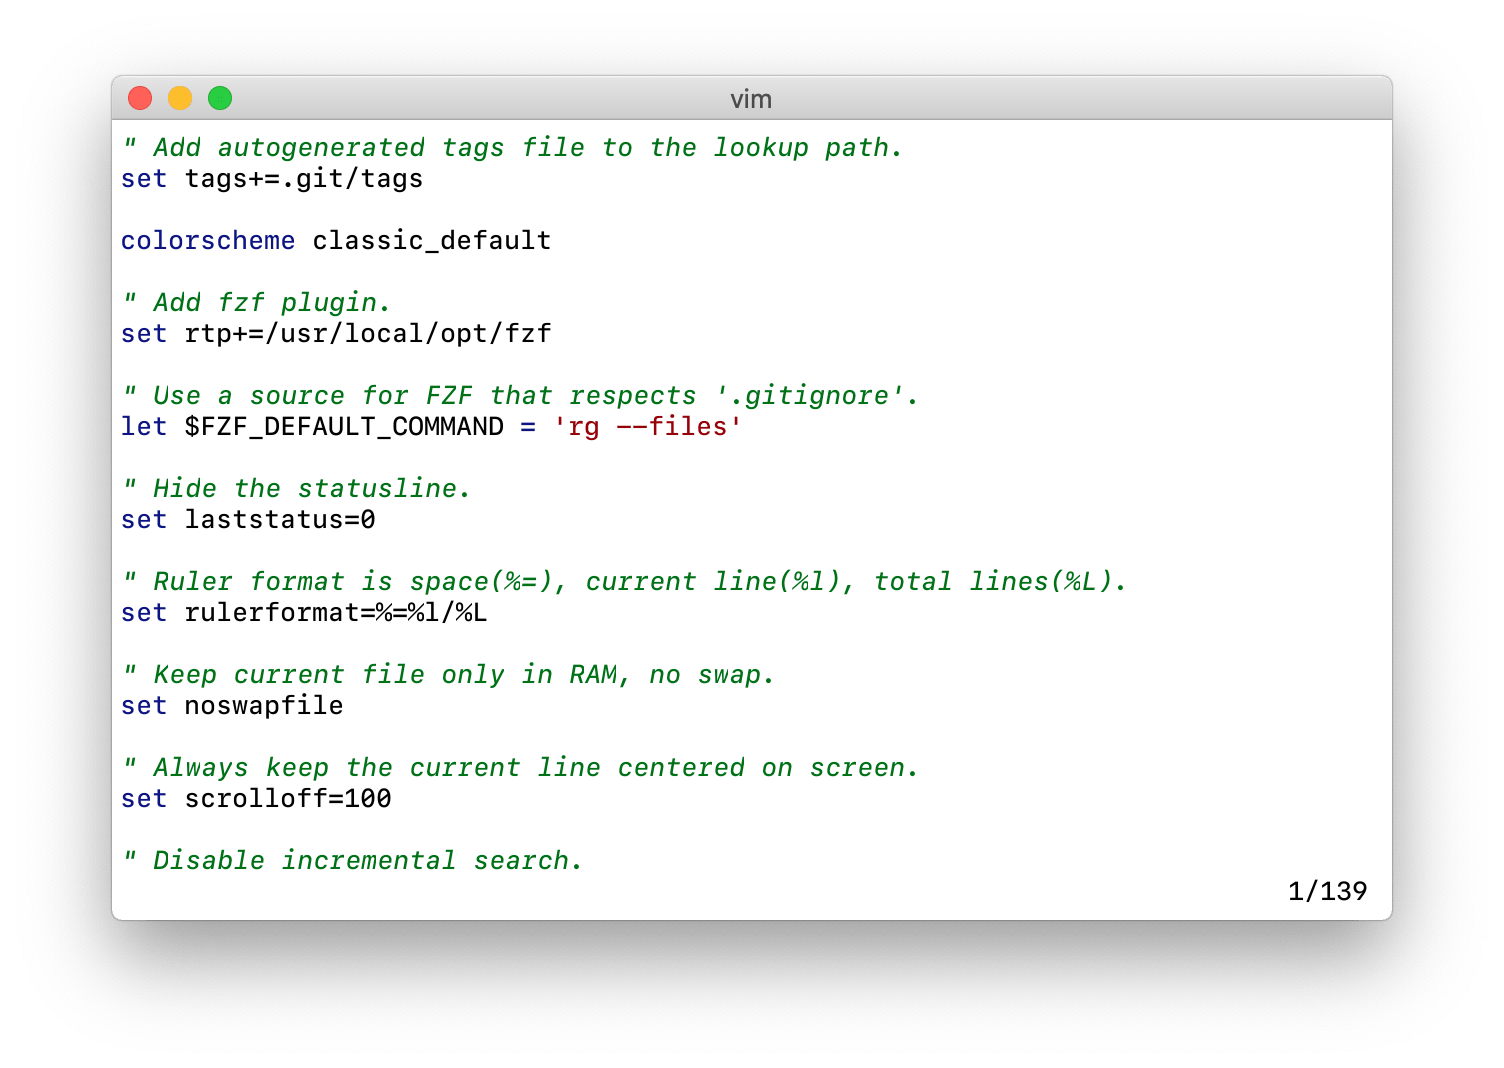 vim
" Add autogenerated tags file to the lookup path.
set tags+=.git/tags
colorscheme classic_default
" Add fzf plugin.
set rtp+=/usr/local/opt/fzf
" Use a source for FZF that respects '.gitignore'.
let $FZF_DEFAULT_COMMAND = 'rg --files'
" Hide the statusline.
set laststatus=0
" Ruler format is space(%=), current line(%l), total lines(%L).
set rulerformat=%=%l/%L
" Keep current file only in RAM, no swap.
set noswapfile
" Always keep the current line centered on screen.
set scrolloff=100
" Disable incremental search.
1/139